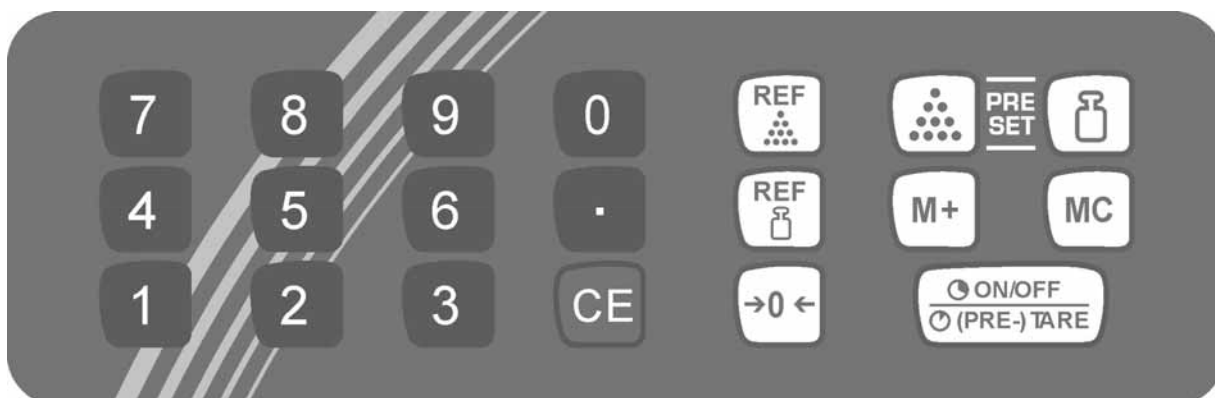 7 8 9 0 REF PRE
SET
4 5 6 . REF M+ MC
1 2 3 CE →0← ON/OFF
(PRE-) TARE